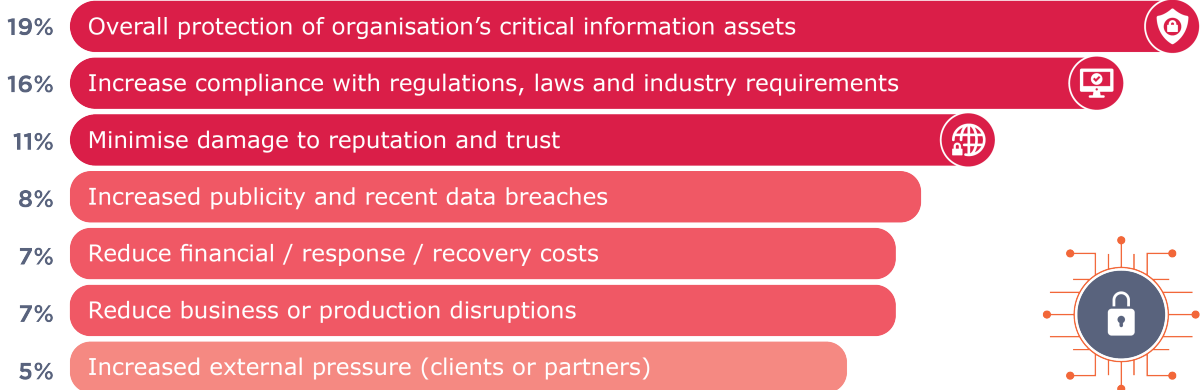 19% Overall protection of organisation's critical information assets
16% Increase compliance with regulations, laws and industry requirements
11% Minimise damage to reputation and trust
8% Increased publicity and recent data breaches
7% Reduce financial / response / recovery costs
7% Reduce business or production disruptions
5% Increased external pressure (clients or partners)